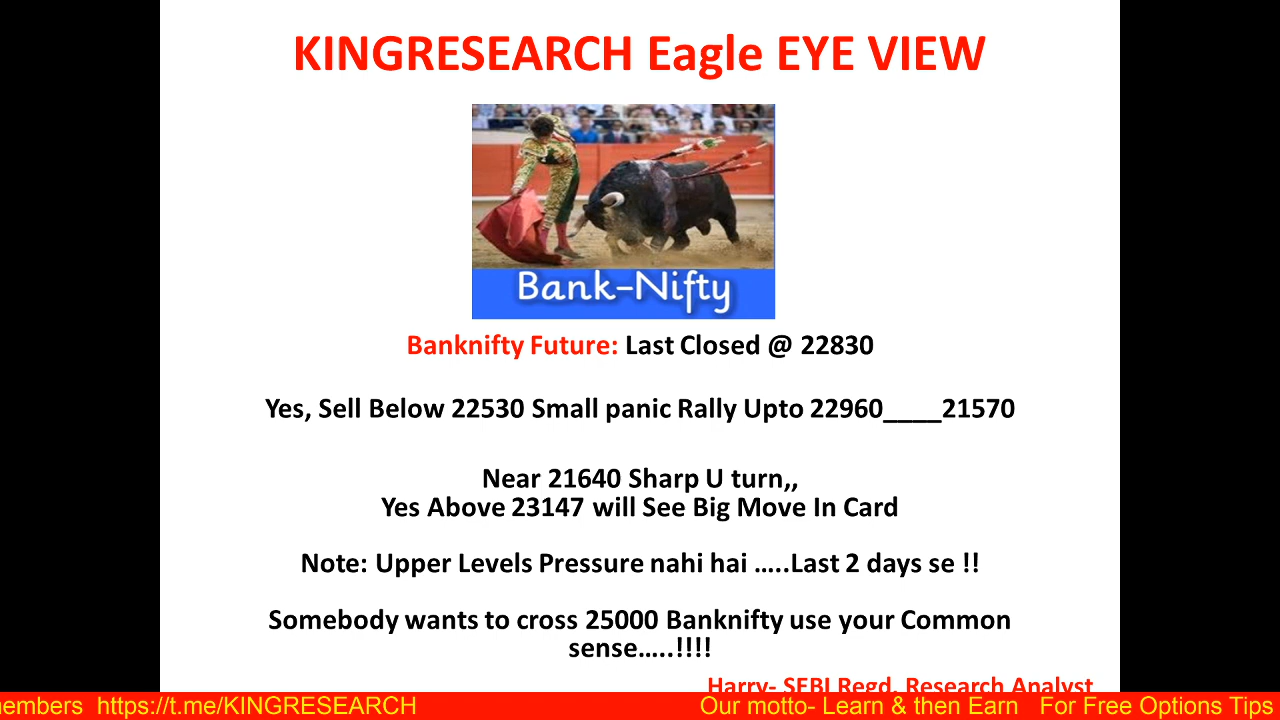 KINGRESEARCH Eagle EYE VIEW
Bank-Nifty
Banknifty Future: Last Closed @ 22830
Yes, Sell Below 22530 Small panic Rally Upto 22960____21570
Near 21640 Sharp U turn,,
Yes Above 23147 will See Big Move In Card
Note: Upper Levels Pressure nahi hai …..Last 2 days se !!
Somebody wants to cross 25000 Banknifty use your Common
sense…..!!!!
Harry- SEBI Regd. Research Analyst
https://t.me/KINGRESEARCH Our motto- Learn & then Earn For Free Options Tips